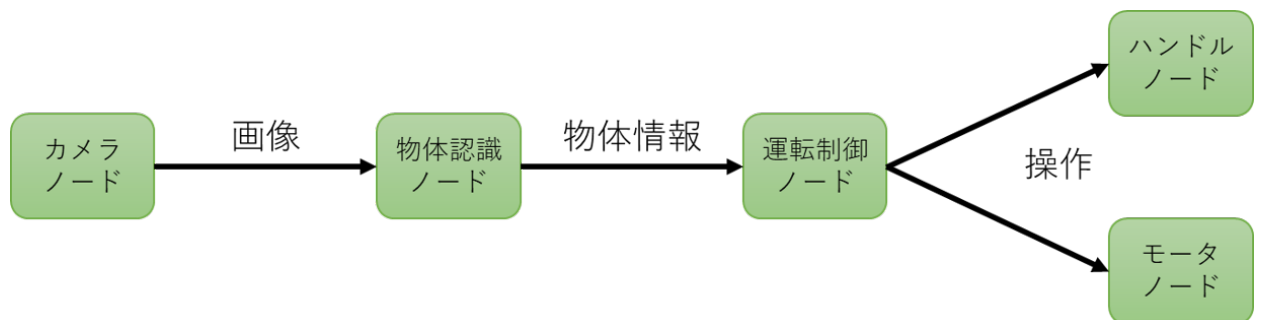 カメラ
ノード
画像
物体認識
ノード
物体情報
運転制御
ノード
操作
ハンドル
ノード
モータ
ノード